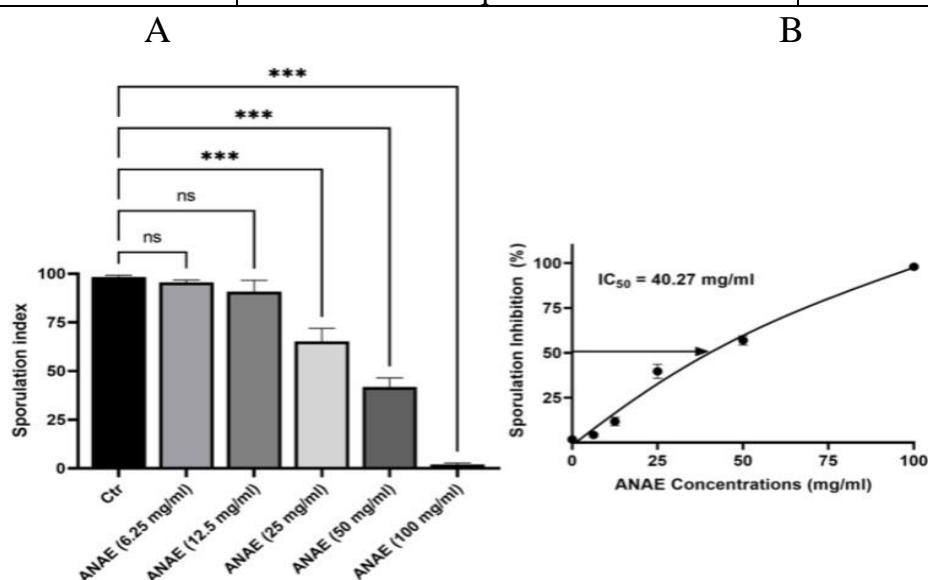 A
B
***
***
***
ns
ns
100
75
50
25
0
Sporulation index
Ctr
ANAE (6.25 mg/ml)
ANAE (12.5 mg/ml)
ANAE (25 mg/ml)
ANAE (50 mg/ml)
ANAE (100 mg/ml)
Sporulation Inhibition (%)
100
75
50
25
IC50 = 40.27 mg/ml
0
25
50
75
100
ANAE Concentrations (mg/ml)